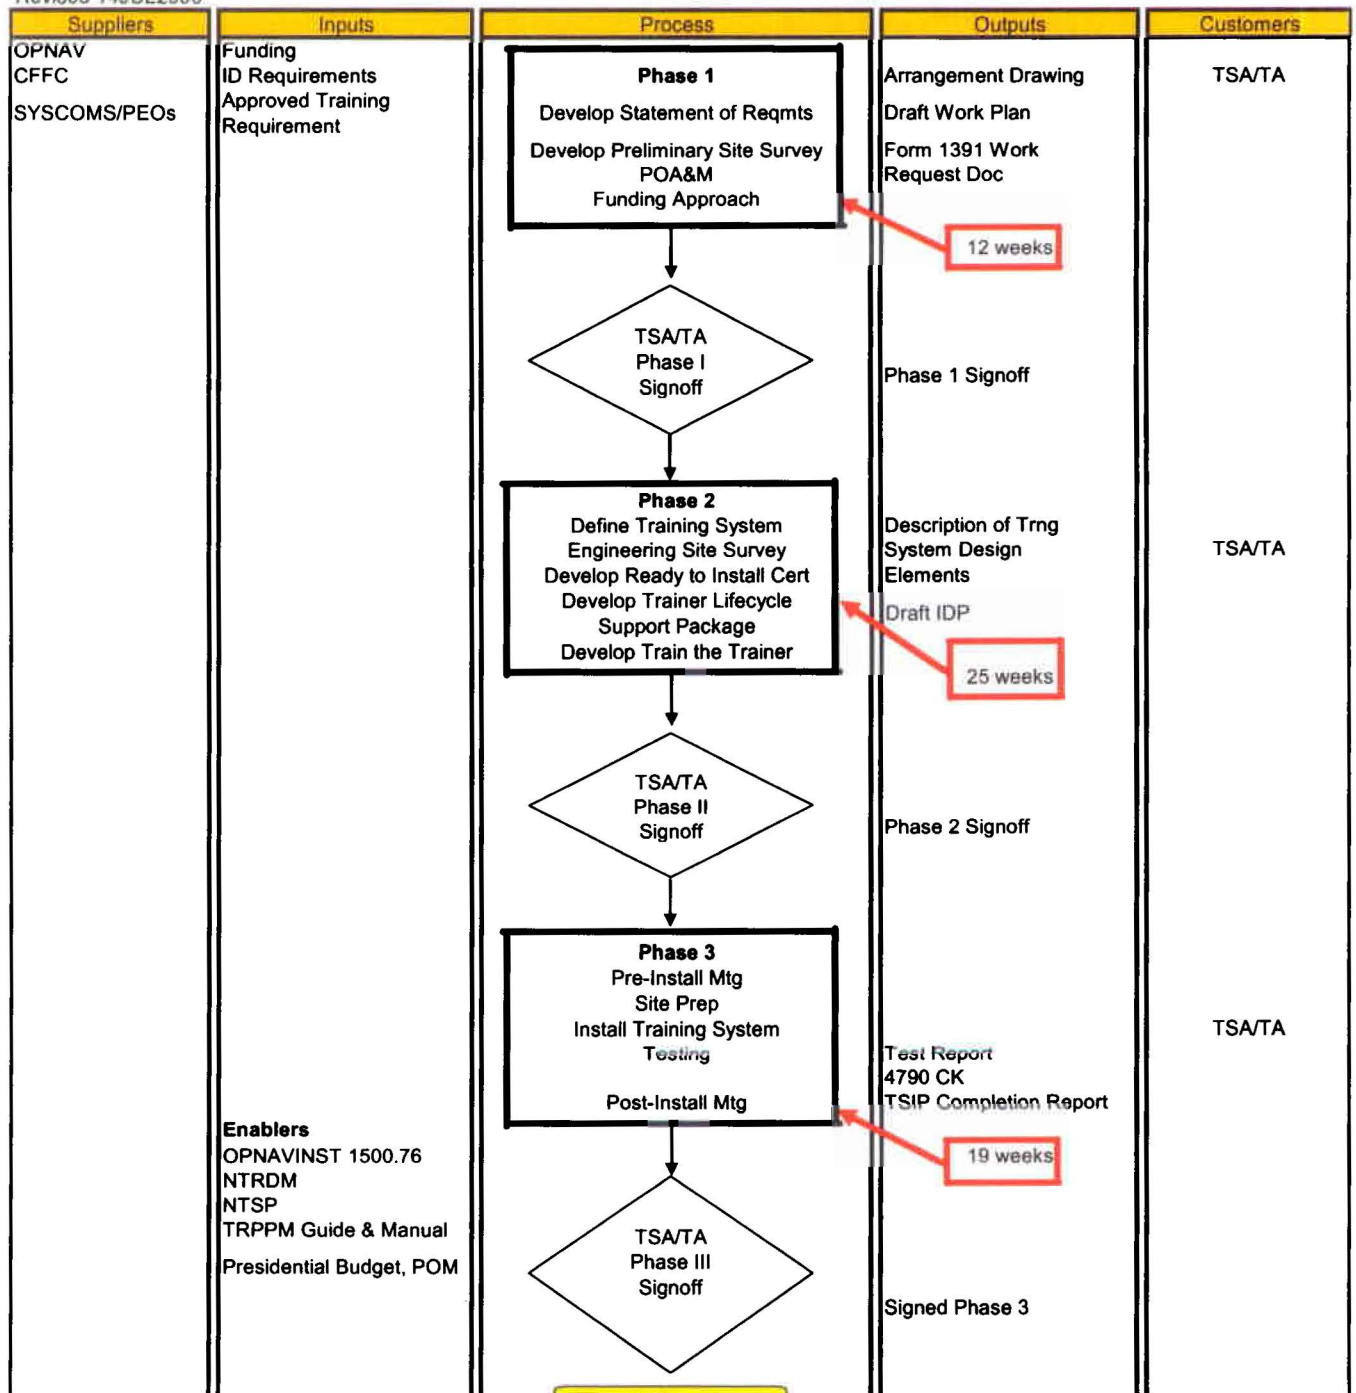 Suppliers
Inputs
Process
Outputs
Customers
OPNAV
CFFC
SYSCOMS/PEOs
Funding
ID Requirements
Approved Training
Requirement
Phase 1
Develop Statement of Reqmts
Develop Preliminary Site Survey
POA&M
Funding Approach
Arrangement Drawing
Draft Work Plan
Form 1391 Work
Request Doc
TSA/TA
12 weeks
TSA/TA
Phase I
Signoff
Phase 1 Signoff
Phase 2
Define Training System
Engineering Site Survey
Develop Ready to Install Cert
Develop Trainer Lifecycle
Support Package
Develop Train the Trainer
Description of Trng
System Design
Elements
Draft IDP
TSA/TA
25 weeks
TSA/TA
Phase II
Signoff
Phase 2 Signoff
Phase 3
Pre-Install Mtg
Site Prep
Install Training System
Testing
Post-Install Mtg
Test Report
4790 CK
TSIP Completion Report
TSA/TA
19 weeks
Enablers
OPNAVINST 1500.76
NTRDM
NTSP
TRPPM Guide & Manual
Presidential Budget, POM
TSA/TA
Phase III
Signoff
Signed Phase 3